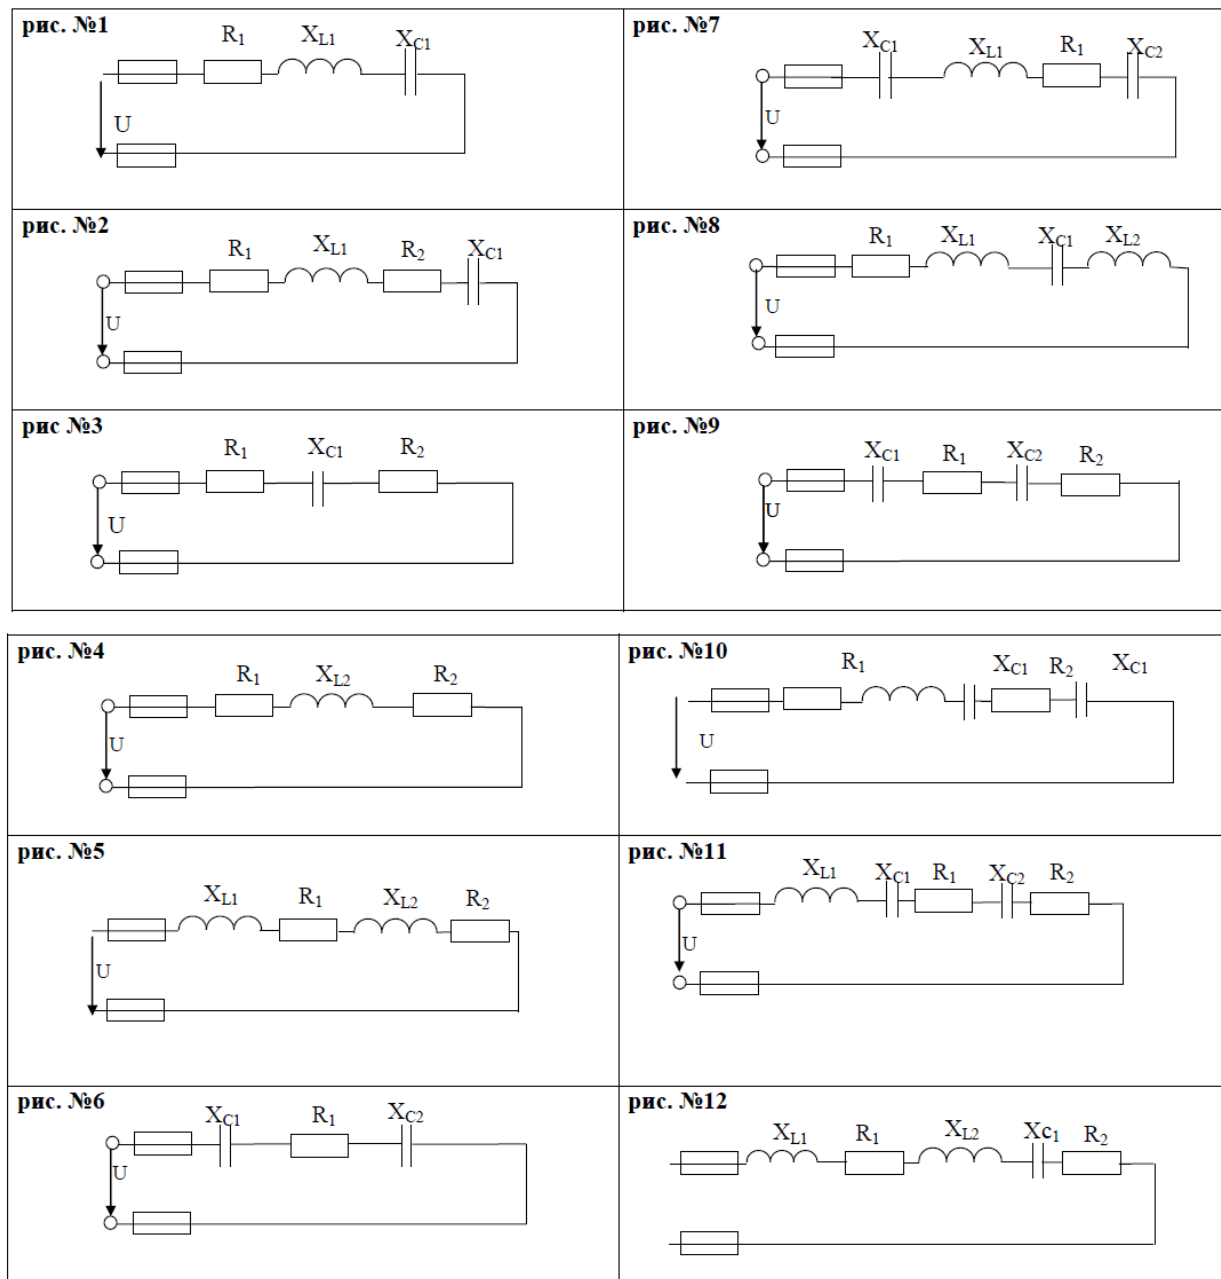 рис. №1
R1 XL1 XC1
U
рис. №7
XC1 XL1 R1 XC2
U
рис. №2
R1 XL1 R2 XC1
U
рис. №8
R1 XL1 XC1 XL2
U
рис №3
R1 XC1 R2
U
рис. №9
XC1 R1 XC2 R2
U
рис. №4
R1 XL2 R2
U
рис. №10
R1 XC1 R2 XC1
U
рис. №5
XL1 R1 XL2 R2
U
рис. №11
XL1 XC1 R1 XC2 R2
U
рис. №6
XC1 R1 XC2
U
рис. №12
XL1 R1 XL2 Xc1 R2